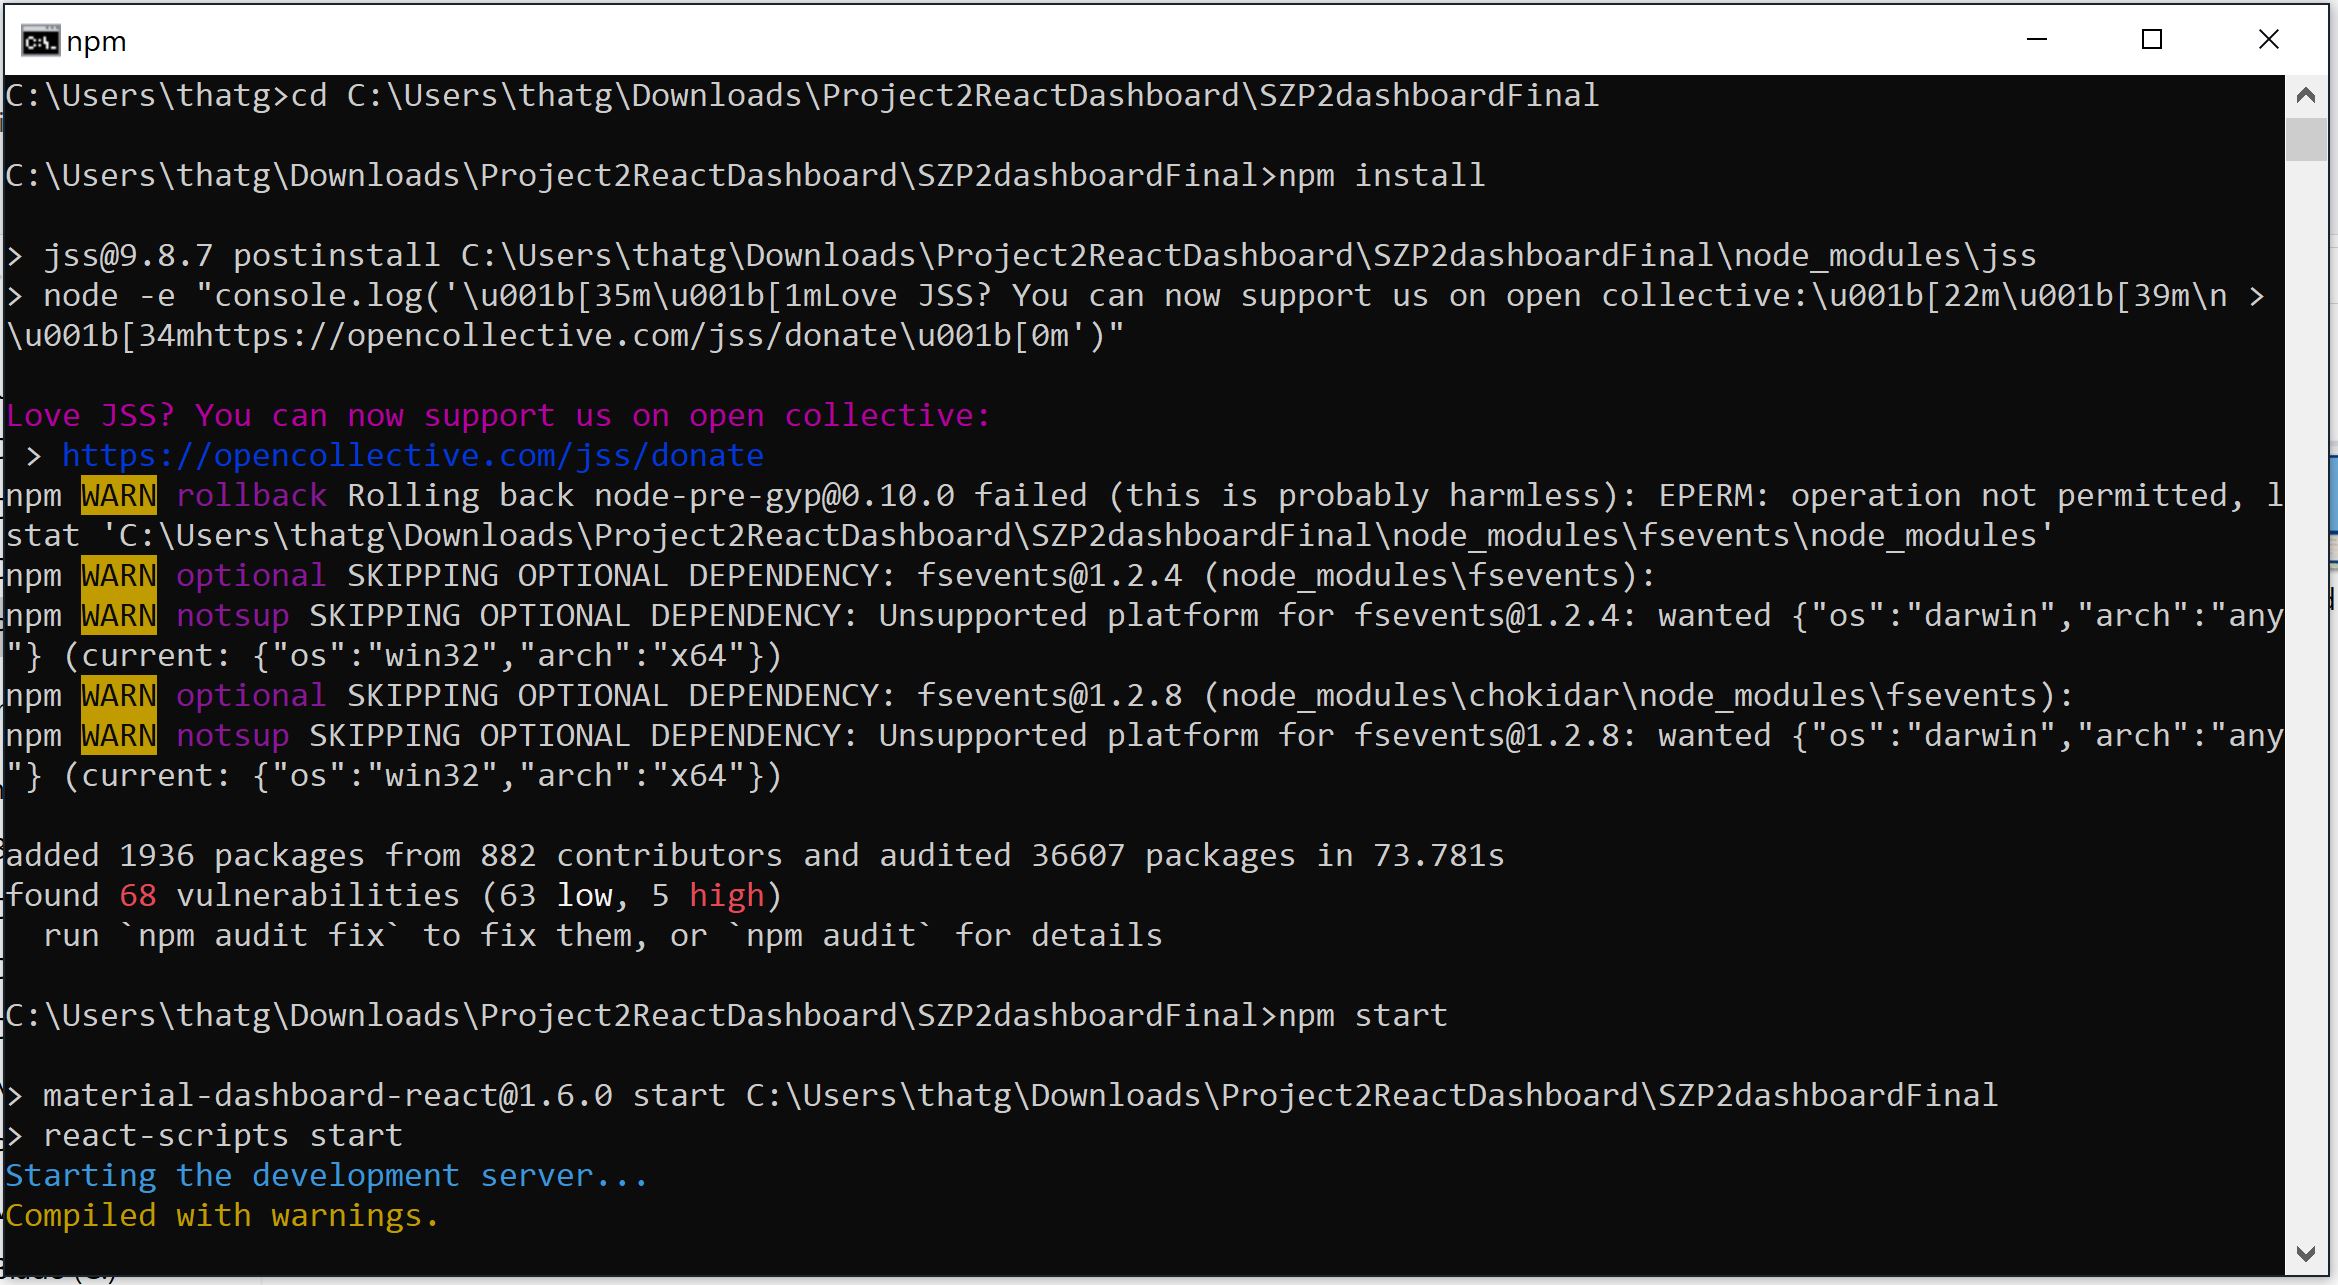 npm
C:\Users\thatg>cd C:\Users\thatg\Downloads\Project2ReactDashboard\SZP2dashboardFinal
C:\Users\thatg\Downloads\Project2ReactDashboard\SZP2dashboardFinal>npm install
> jss@9.8.7 postinstall C:\Users\thatg\Downloads\Project2ReactDashboard\SZP2dashboardFinal\node_modules\jss
> node -e "console.log('\u001b[35m\u001b[1mLove JSS? You can now support us on open collective:\u001b[22m\u001b[39m\n >
\u001b[34mhttps://opencollective.com/jss/donate\u001b[0m')"
Love JSS? You can now support us on open collective:
 > https://opencollective.com/jss/donate
npm WARN rollback Rolling back node-pre-gyp@0.10.0 failed (this is probably harmless): EPERM: operation not permitted, l
stat 'C:\Users\thatg\Downloads\Project2ReactDashboard\SZP2dashboardFinal\node_modules\fsevents\node_modules'
npm WARN optional SKIPPING OPTIONAL DEPENDENCY: fsevents@1.2.4 (node_modules\fsevents):
npm WARN notsup SKIPPING OPTIONAL DEPENDENCY: Unsupported platform for fsevents@1.2.4: wanted {"os":"darwin","arch":"any
"} (current: {"os":"win32","arch":"x64"})
npm WARN optional SKIPPING OPTIONAL DEPENDENCY: fsevents@1.2.8 (node_modules\chokidar\node_modules\fsevents):
npm WARN notsup SKIPPING OPTIONAL DEPENDENCY: Unsupported platform for fsevents@1.2.8: wanted {"os":"darwin","arch":"any
"} (current: {"os":"win32","arch":"x64"})
added 1936 packages from 882 contributors and audited 36607 packages in 73.781s
found 68 vulnerabilities (63 low, 5 high)
  run `npm audit fix` to fix them, or `npm audit` for details
C:\Users\thatg\Downloads\Project2ReactDashboard\SZP2dashboardFinal>npm start
> material-dashboard-react@1.6.0 start C:\Users\thatg\Downloads\Project2ReactDashboard\SZP2dashboardFinal
> react-scripts start
Starting the development server...
Compiled with warnings.